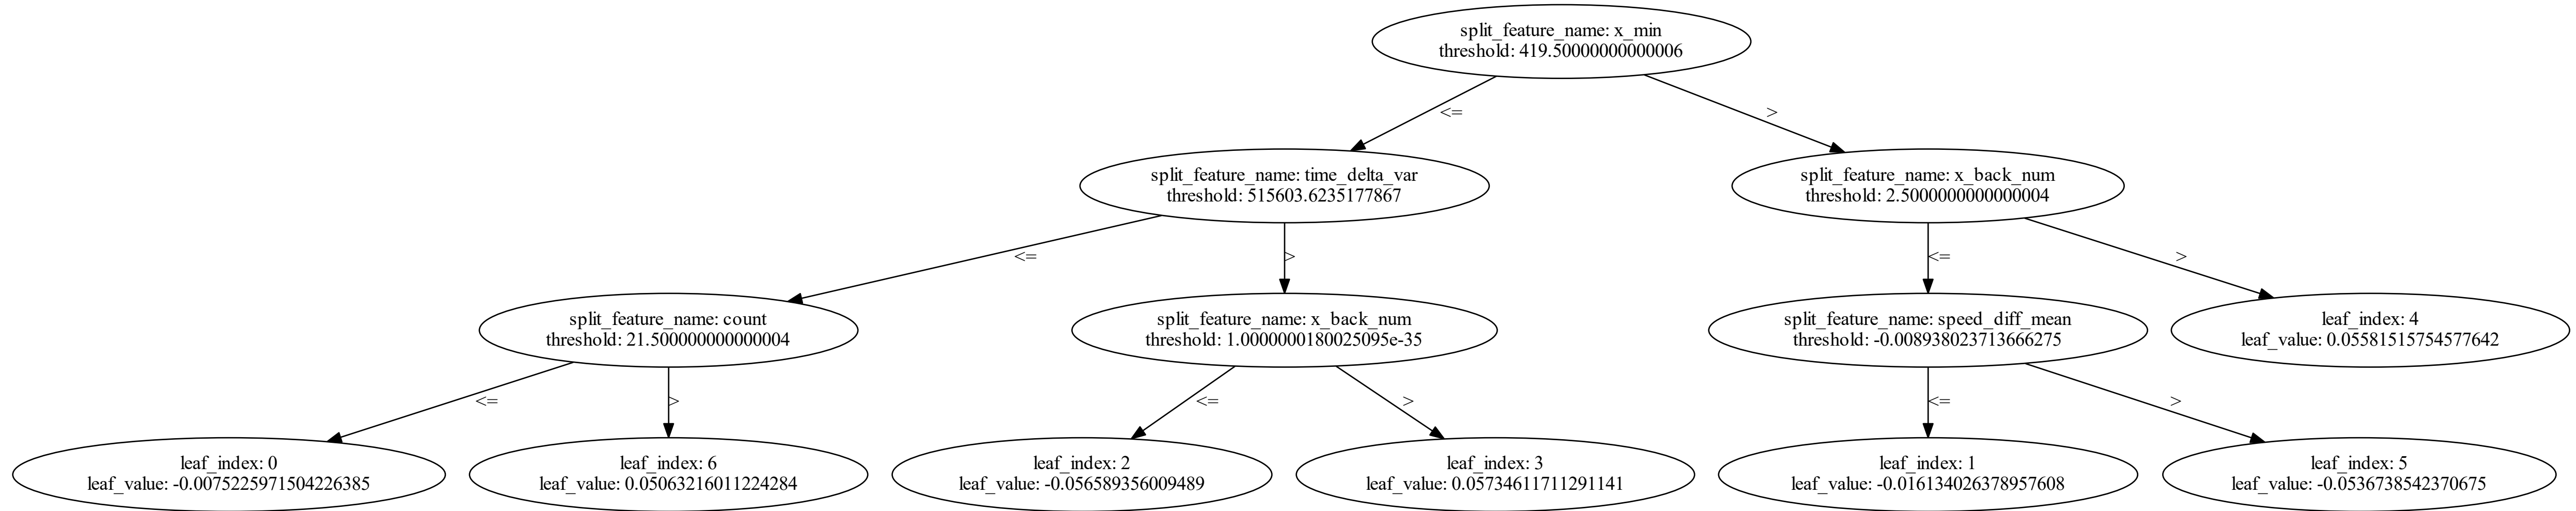 split_feature_name: x_min
threshold: 419.50000000000006
<=
>
split_feature_name: time_delta_var
threshold: 515603.6235177867
split_feature_name: x_back_num
threshold: 2.5000000000000004
<=
>
<=
>
split_feature_name: count
threshold: 21.500000000000004
split_feature_name: x_back_num
threshold: 1.0000000180025095e-35
split_feature_name: speed_diff_mean
threshold: -0.008938023713666275
leaf_index: 4
leaf_value: 0.05581515754577642
<=
>
<=
>
<=
>
leaf_index: 0
leaf_value: -0.0075225971504226385
leaf_index: 6
leaf_value: 0.05063216011224284
leaf_index: 2
leaf_value: -0.056589356009489
leaf_index: 3
leaf_value: 0.05734611711291141
leaf_index: 1
leaf_value: -0.016134026378957608
leaf_index: 5
leaf_value: -0.0536738542370675